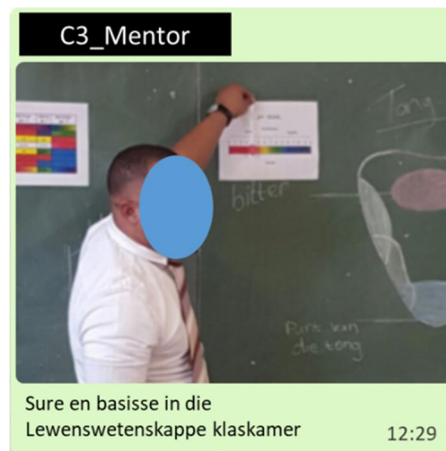 C3_Mentor
Tong
bitter
Punt van
die tong
Sure en basisse in die
Lewenswetenskappe klaskamer
12:29